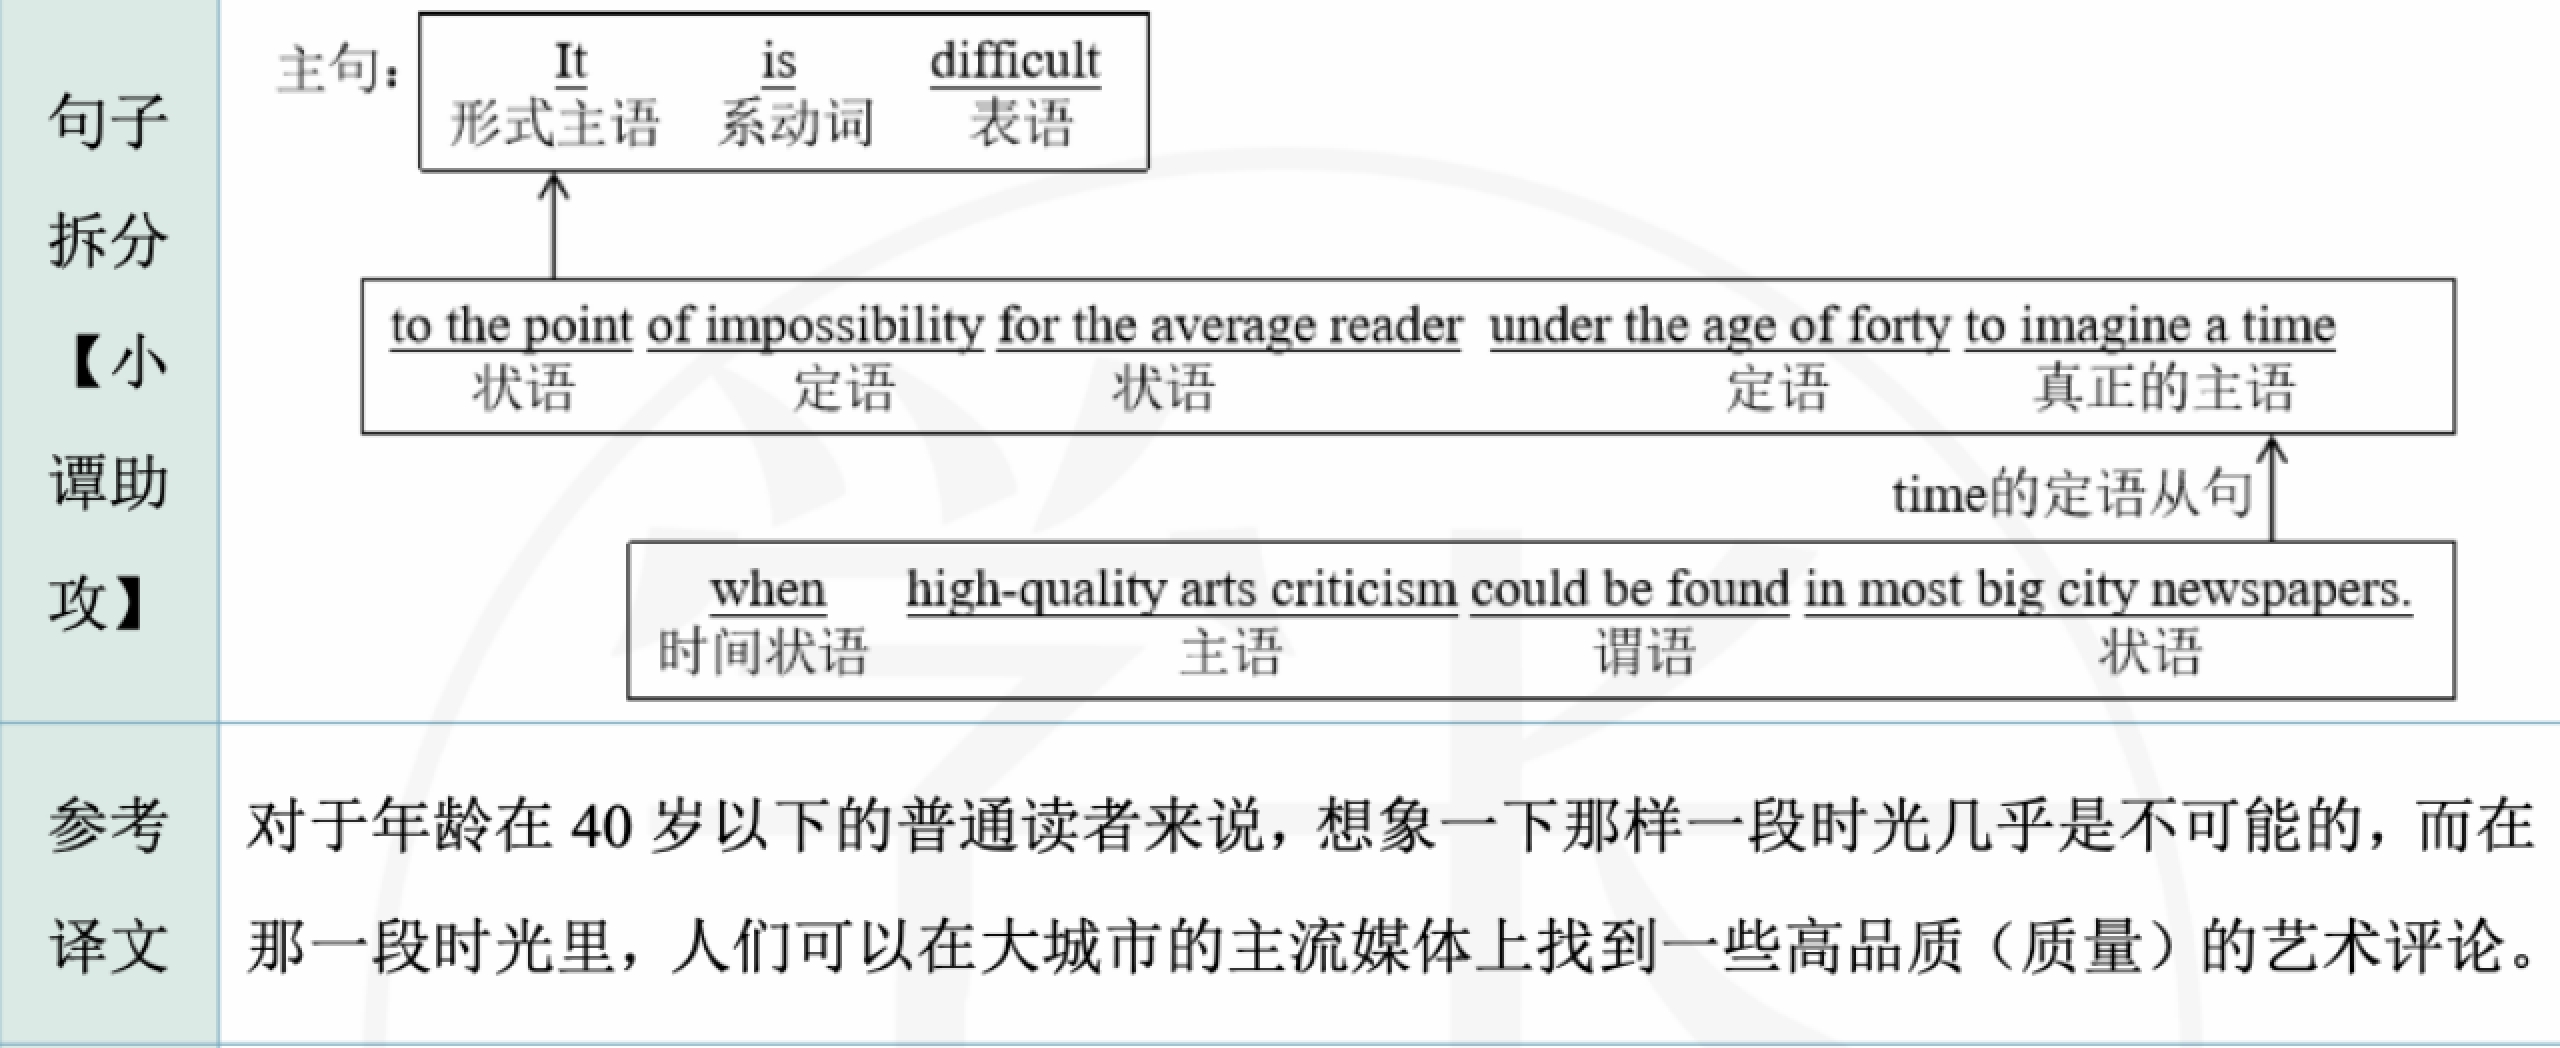 句子
拆分
【小
谭助
攻】
主句：
It is difficult
形式主语 系动词 表语
to the point of impossibility for the average reader under the age of forty to imagine a time
状语 定语 状语 定语 真正的主语
time的定语从句
when high-quality arts criticism could be found in most big city newspapers.
时间状语 主语 谓语 状语
参考
译文
对于年龄在 40 岁以下的普通读者来说，想象一下那样一段时光几乎是不可能的，而在
那一段时光里，人们可以在大城市的主流媒体上找到一些高品质（质量）的艺术评论。